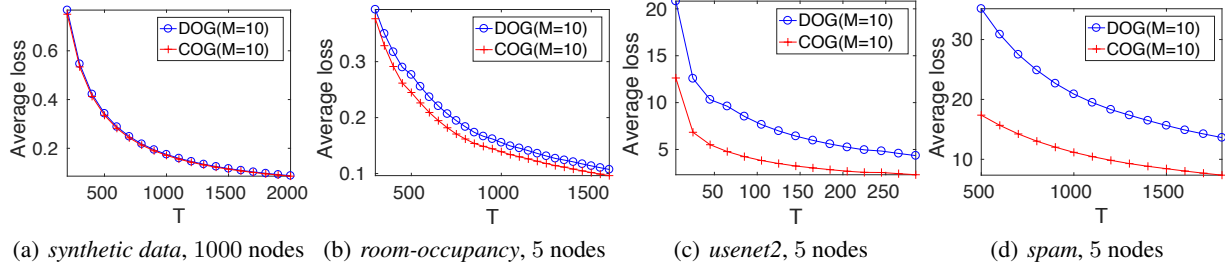 Average loss
0.6
0.4
0.2
DOG(M=10)
COG(M=10)
500
1000
1500
2000
T
(a) synthetic data, 1000 nodes
Average loss
0.3
0.2
0.1
DOG(M=10)
COG(M=10)
500
1000
1500
T
(b) room-occupancy, 5 nodes
Average loss
20
15
10
5
DOG(M=10)
COG(M=10)
50
100
150
200
250
T
(c) usenet2, 5 nodes
Average loss
30
20
10
DOG(M=10)
COG(M=10)
500
1000
1500
T
(d) spam, 5 nodes